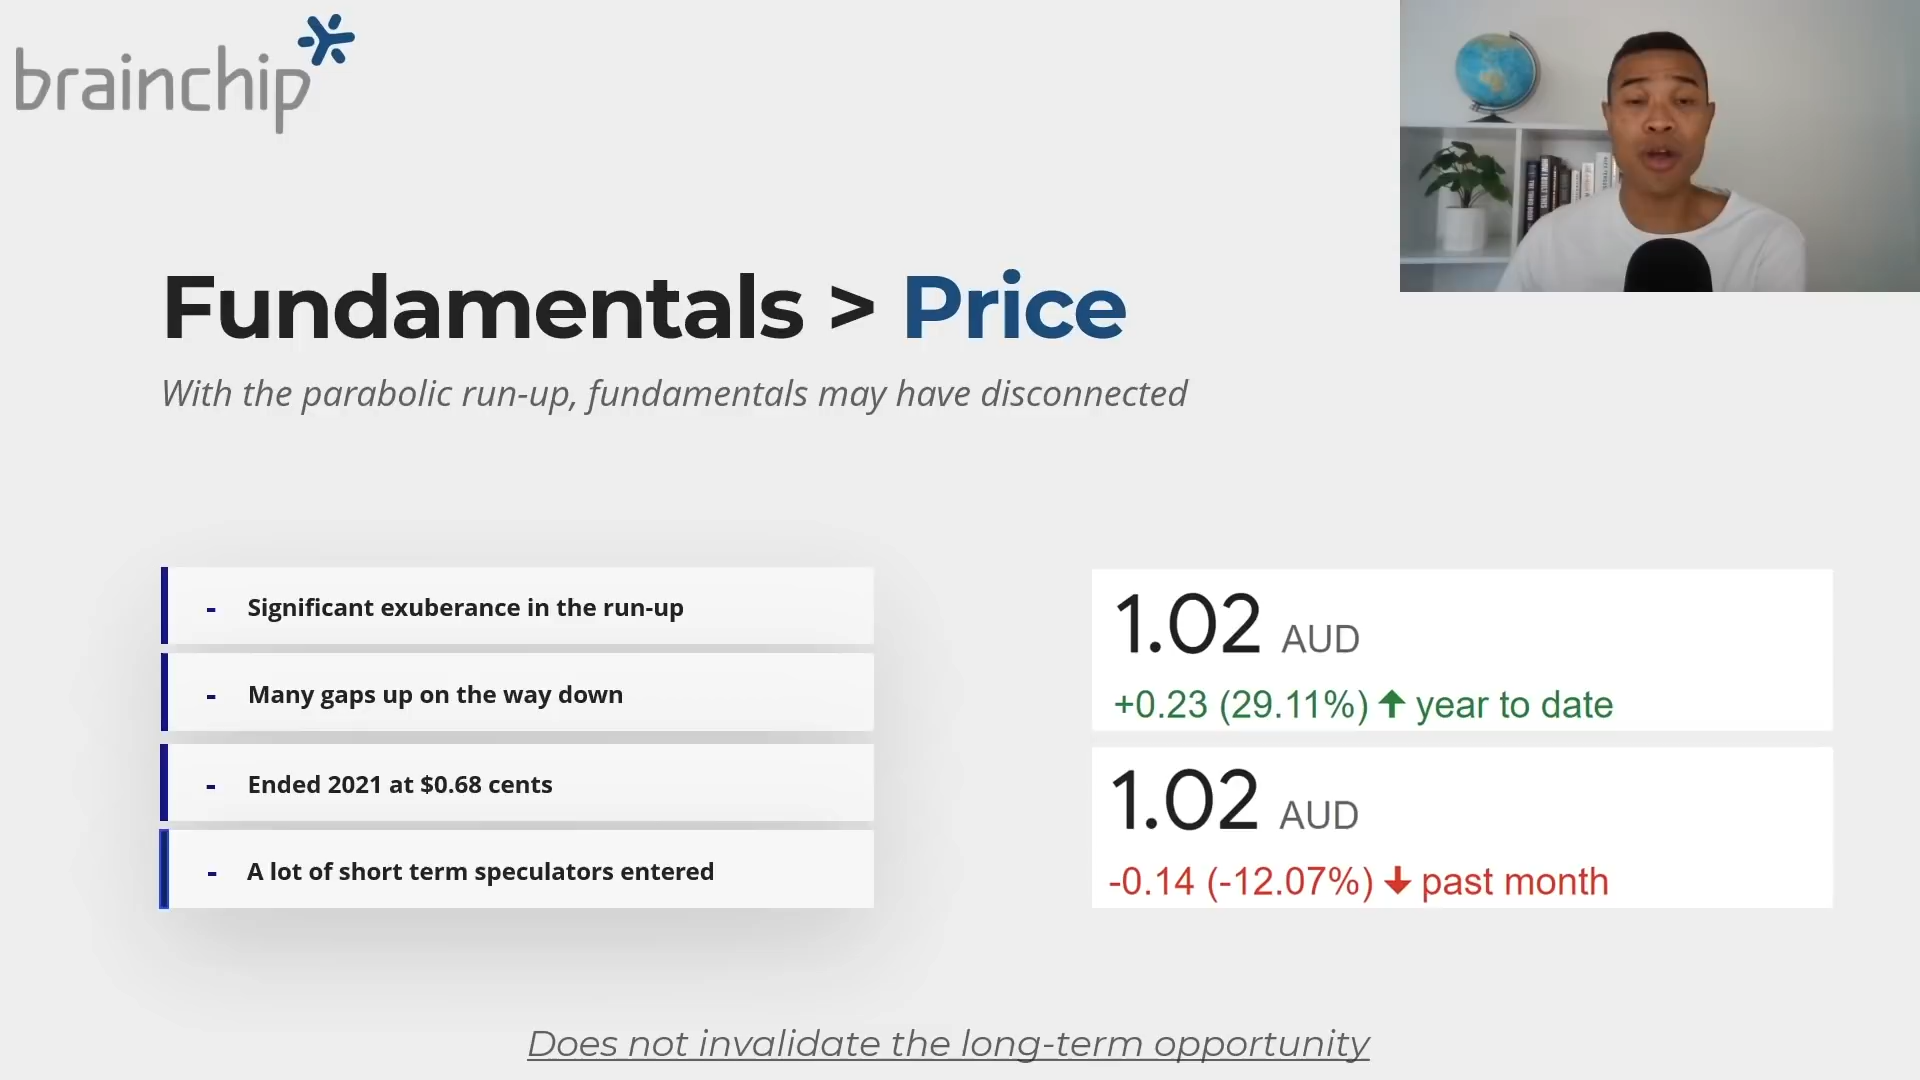 brainchip
Fundamentals > Price
With the parabolic run-up, fundamentals may have disconnected
- Significant exuberance in the run-up
- Many gaps up on the way down
- Ended 2021 at $0.68 cents
- A lot of short term speculators entered
1.02 AUD
+0.23 (29.11%) ↑ year to date
1.02 AUD
-0.14 (-12.07%) ↓ past month
Does not invalidate the long-term opportunity